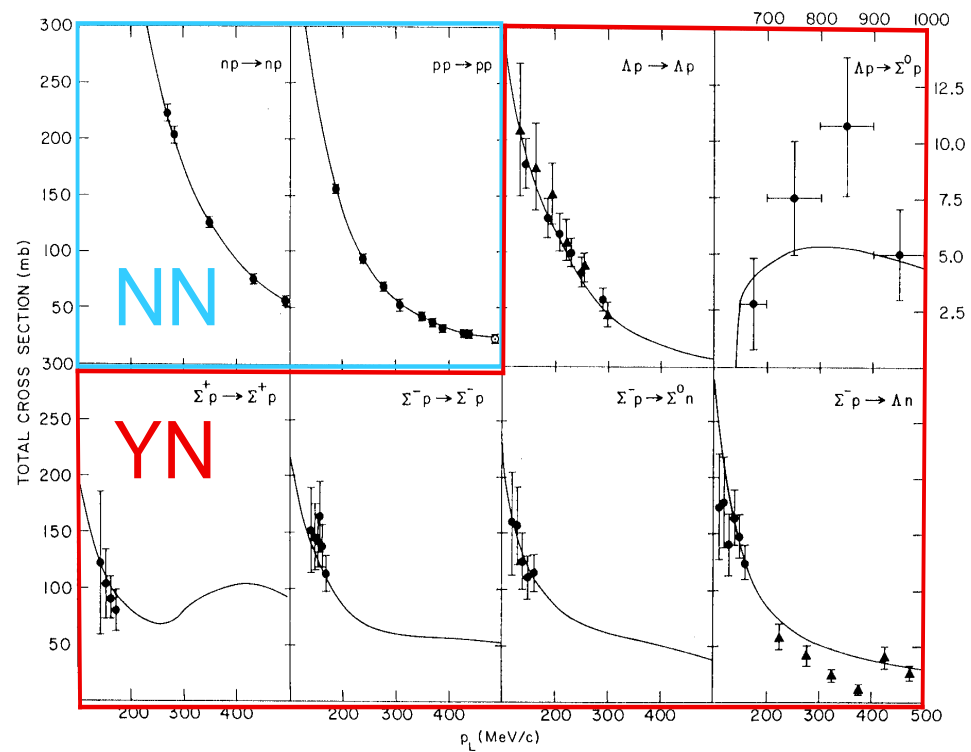 700 800 900 1000
300
250
200
150
100
50
300
np → np
pp → pp
Λp → Λp
Λp → Σ⁰p
12.5
10.0
7.5
5.0
2.5
NN
TOTAL CROSS SECTION (mb)
Σ⁺p → Σ⁺p
Σ⁻p → Σ⁻p
Σ⁻p → Σ⁰n
Σ⁻p → Λn
YN
250
200
150
100
50
200 300 400
200 300 400
200 300 400
200 300 400 500
p_L (MeV/c)